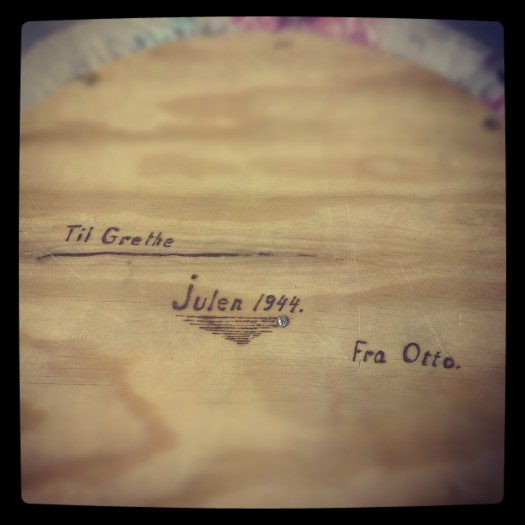 Til Grethe
Julen 1944.
Fra Otto.